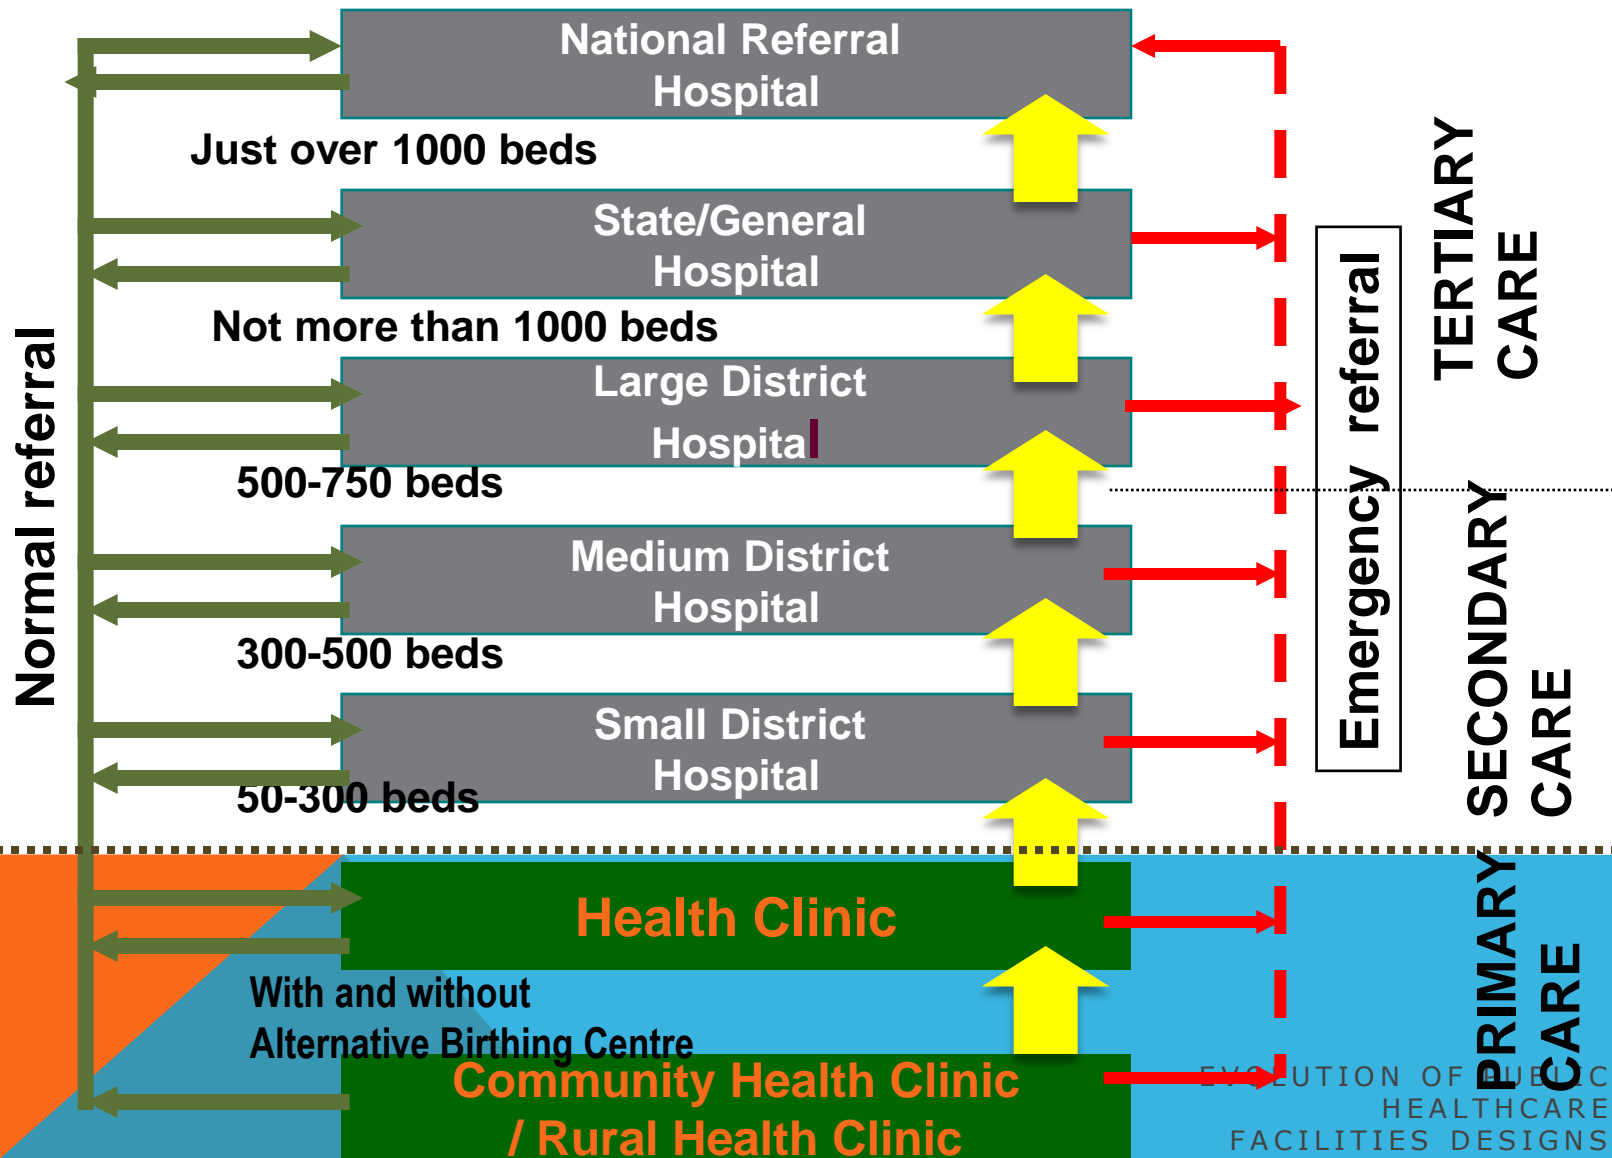 National Referral
Hospital
Just over 1000 beds
State/General
Hospital
Not more than 1000 beds
Large District
Hospital
500-750 beds
Medium District
Hospital
300-500 beds
Small District
Hospital
50-300 beds
Health Clinic
With and without
Alternative Birthing Centre
Community Health Clinic
/ Rural Health Clinic
Normal referral
Emergency referral
TERTIARY
CARE
SECONDARY
CARE
PRIMARY
CARE
EVOLUTION OF PUBLIC
HEALTHCARE
FACILITIES DESIGNS